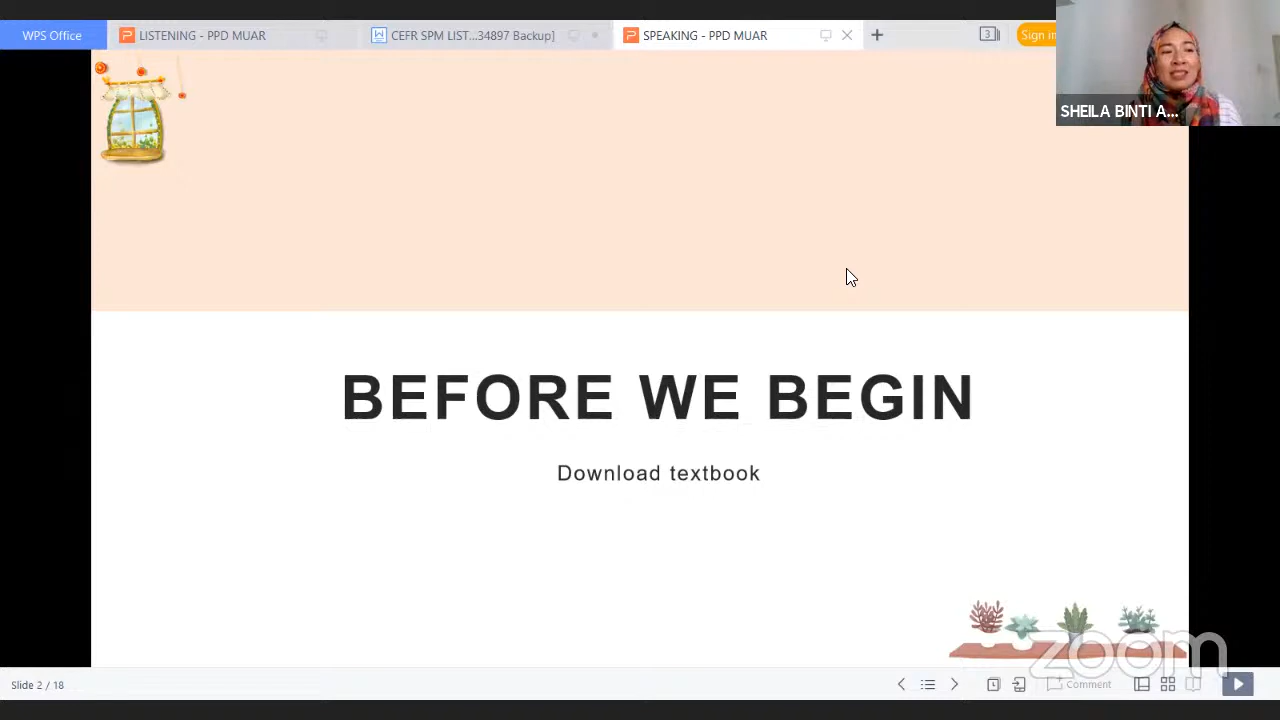 WPS Office
LISTENING - PPD MUAR
CEFR SPM LIST...34897 Backup]
SPEAKING - PPD MUAR
3
Sign in
SHEILA BINTI A...
BEFORE WE BEGIN
Download textbook
zoom
Slide 2 / 18
Comment